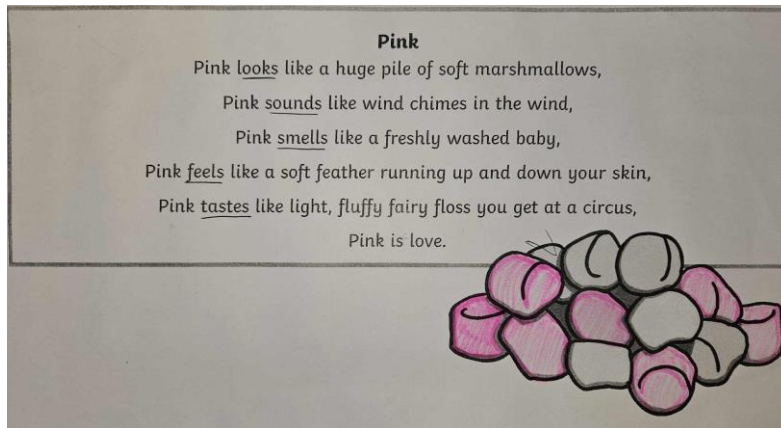 Pink
Pink looks like a huge pile of soft marshmallows,
Pink sounds like wind chimes in the wind,
Pink smells like a freshly washed baby,
Pink feels like a soft feather running up and down your skin,
Pink tastes like light, fluffy fairy floss you get at a circus,
Pink is love.